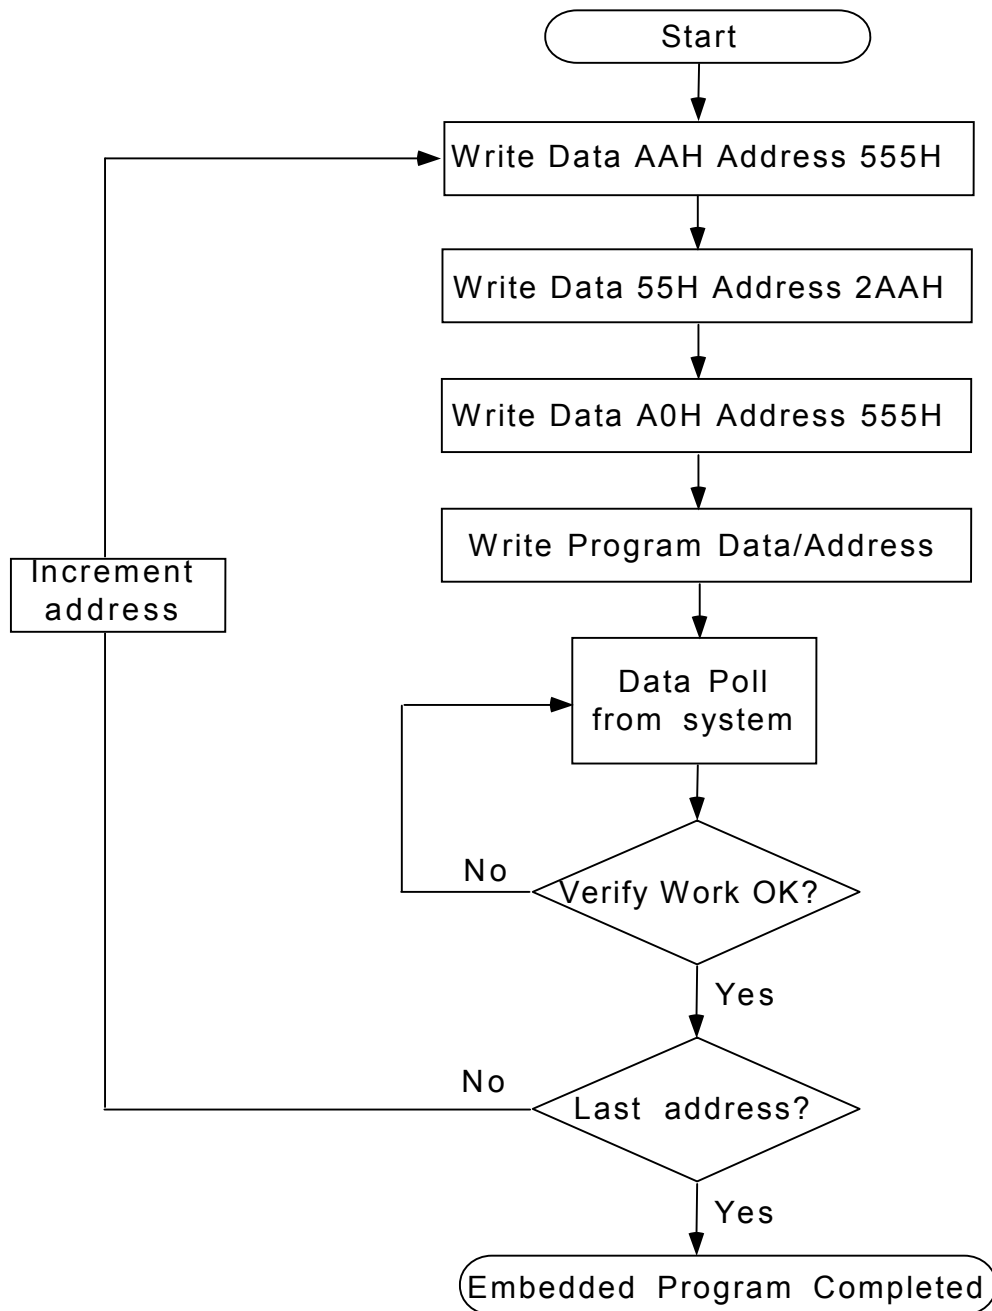 Start
Write Data AAH Address 555H
Write Data 55H Address 2AAH
Write Data A0H Address 555H
Write Program Data/Address
Increment
address
Data Poll
from system
No
Verify Work OK?
Yes
No
Last address?
Yes
Embedded Program Completed